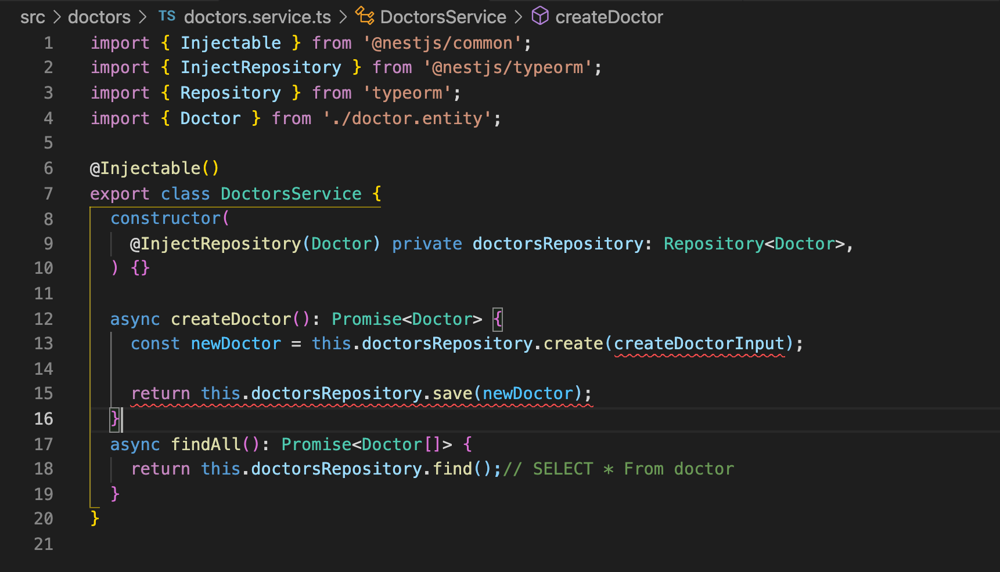 src > doctors > TS doctors.service.ts > DoctorsService > createDoctor
1 import { Injectable } from '@nestjs/common';
2 import { InjectRepository } from '@nestjs/typeorm';
3 import { Repository } from 'typeorm';
4 import { Doctor } from './doctor.entity';
5
6 @Injectable()
7 export class DoctorsService {
8   constructor(
9     @InjectRepository(Doctor) private doctorsRepository: Repository<Doctor>,
10   ) {}
11
12   async createDoctor(): Promise<Doctor> {
13     const newDoctor = this.doctorsRepository.create(createDoctorInput);
14
15     return this.doctorsRepository.save(newDoctor);
16   }
17   async findAll(): Promise<Doctor[]> {
18     return this.doctorsRepository.find();// SELECT * From doctor
19   }
20 }
21